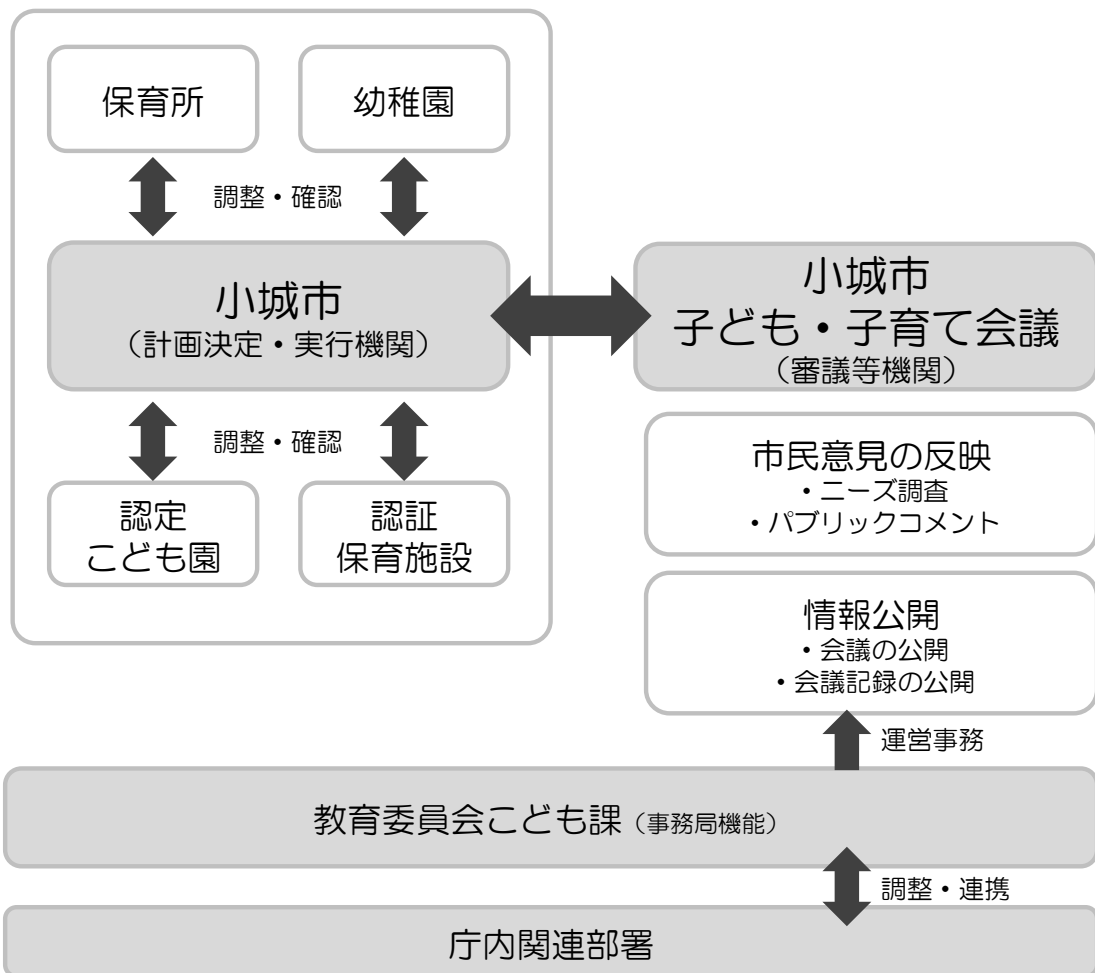 保育所
幼稚園
調整・確認
小城市
（計画決定・実行機関）
調整・確認
認定
こども園
認証
保育施設
小城市
子ども・子育て会議
（審議等機関）
市民意見の反映
・ニーズ調査
・パブリックコメント
情報公開
・会議の公開
・会議記録の公開
運営事務
教育委員会こども課（事務局機能）
調整・連携
庁内関連部署